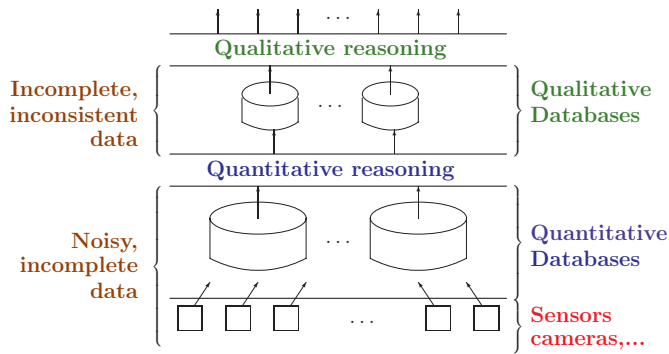 ...
Qualitative reasoning
Incomplete,
inconsistent
data
...
Qualitative
Databases
Quantitative reasoning
Noisy,
incomplete
data
...
Quantitative
Databases
...
Sensors
cameras,...